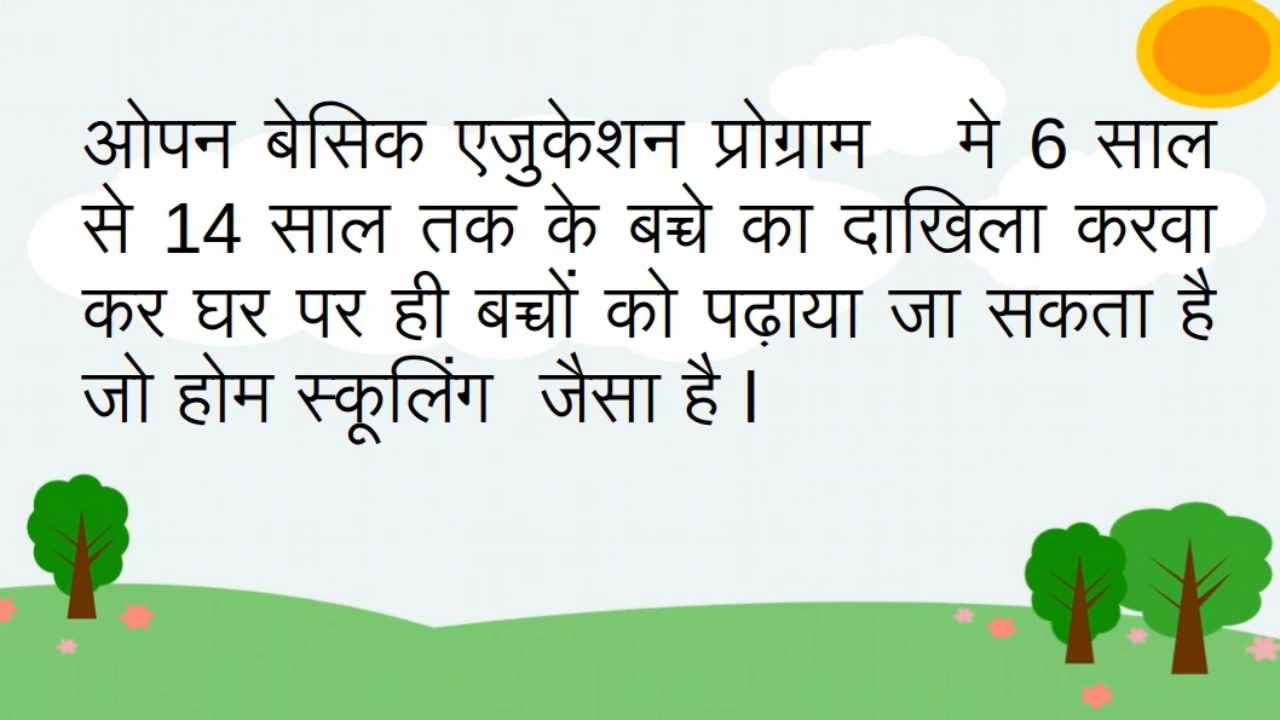 ओपन बेसिक एजुकेशन प्रोग्राम मे 6 साल
से 14 साल तक के बच्चे का दाखिला करवा
कर घर पर ही बच्चों को पढ़ाया जा सकता है
जो होम स्कूलिंग जैसा है l